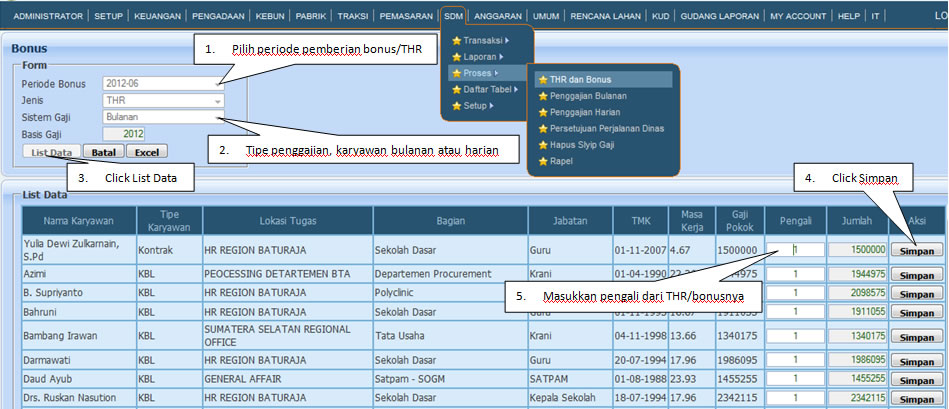 ADMINISTRATOR | SETUP | KEUANGAN | PENGADAAN | KEBUN | PABRIK | TRAKSI | PEMASARAN | SDM | ANGGARAN | UMUM | RENCANA LAHAN | KUD | GUDANG LAPORAN | MY ACCOUNT | HELP | IT | LO
Bonus
1. Pilih periode pemberian bonus/THR
Transaksi
Laporan
Proses
Daftar Tabel
Setup
THR dan Bonus
Penggajian Bulanan
Penggajian Harian
Persetujuan Perjalanan Dinas
Hapus Slyip Gaji
Rapel
Form
Periode Bonus 2012-06
Jenis THR
Sistem Gaji Bulanan
Basis Gaji 2012
List Data Batal Excel
2. Tipe penggajian, karyawan bulanan atau harian
3. Click List Data
4. Click Simpan
List Data
Nama Karyawan Tipe Karyawan Lokasi Tugas Bagian Jabatan TMK Masa Kerja Gaji Pokok Pengali Jumlah Aksi
Yulia Dewi Zulkarnain, S.Pd Kontrak HR REGION BATURAJA Sekolah Dasar Guru 01-11-2007 4.67 1500000 1 1500000 Simpan
Azimi KBL PEOCESSING DETARTEMEN BTA Departemen Procurement Krani 01-04-1990 1 1944975 Simpan
5. Masukkan pengali dari THR/bonusnya
B. Supriyanto KBL HR REGION BATURAJA Polyclinic 1 2098575 Simpan
Bahruni KBL HR REGION BATURAJA Sekolah Dasar 1 1911055 Simpan
Bambang Irawan KBL SUMATERA SELATAN REGIONAL OFFICE Tata Usaha Krani 04-11-1998 13.66 1340175 1 1340175 Simpan
Darmawati KBL HR REGION BATURAJA Sekolah Dasar Guru 20-07-1994 17.96 1986095 1 1986095 Simpan
Daud Ayub KBL GENERAL AFFAIR Satpam - SOGM SATPAM 01-08-1988 23.93 1455255 1 1455255 Simpan
Drs. Ruskan Nasution KBL HR REGION BATURAJA Sekolah Dasar Kepala Sekolah 18-07-1994 17.96 2342115 1 2342115 Simpan